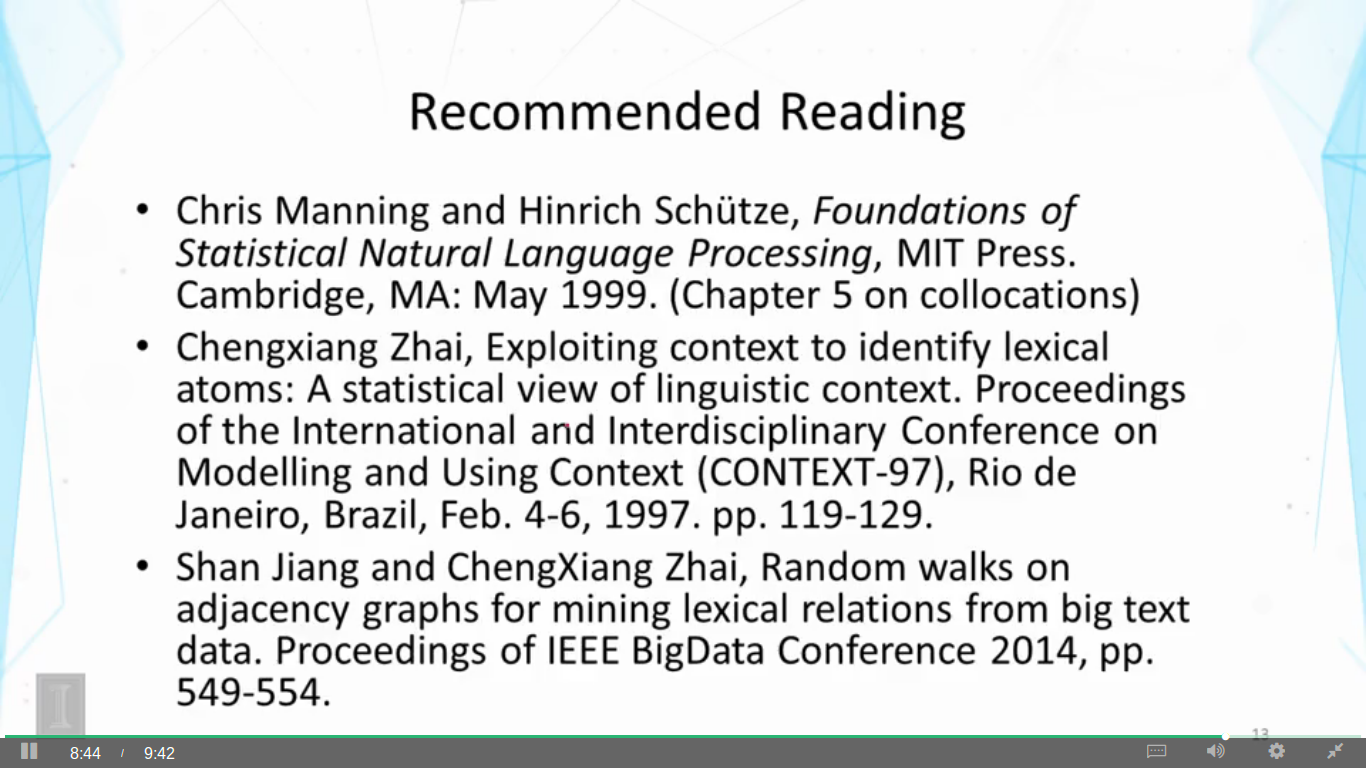 Recommended Reading
• Chris Manning and Hinrich Schütze, Foundations of
Statistical Natural Language Processing, MIT Press.
Cambridge, MA: May 1999. (Chapter 5 on collocations)
• Chengxiang Zhai, Exploiting context to identify lexical
atoms: A statistical view of linguistic context. Proceedings
of the International and Interdisciplinary Conference on
Modelling and Using Context (CONTEXT-97), Rio de
Janeiro, Brazil, Feb. 4-6, 1997. pp. 119-129.
• Shan Jiang and ChengXiang Zhai, Random walks on
adjacency graphs for mining lexical relations from big text
data. Proceedings of IEEE BigData Conference 2014, pp.
549-554.
13
8:44 / 9:42